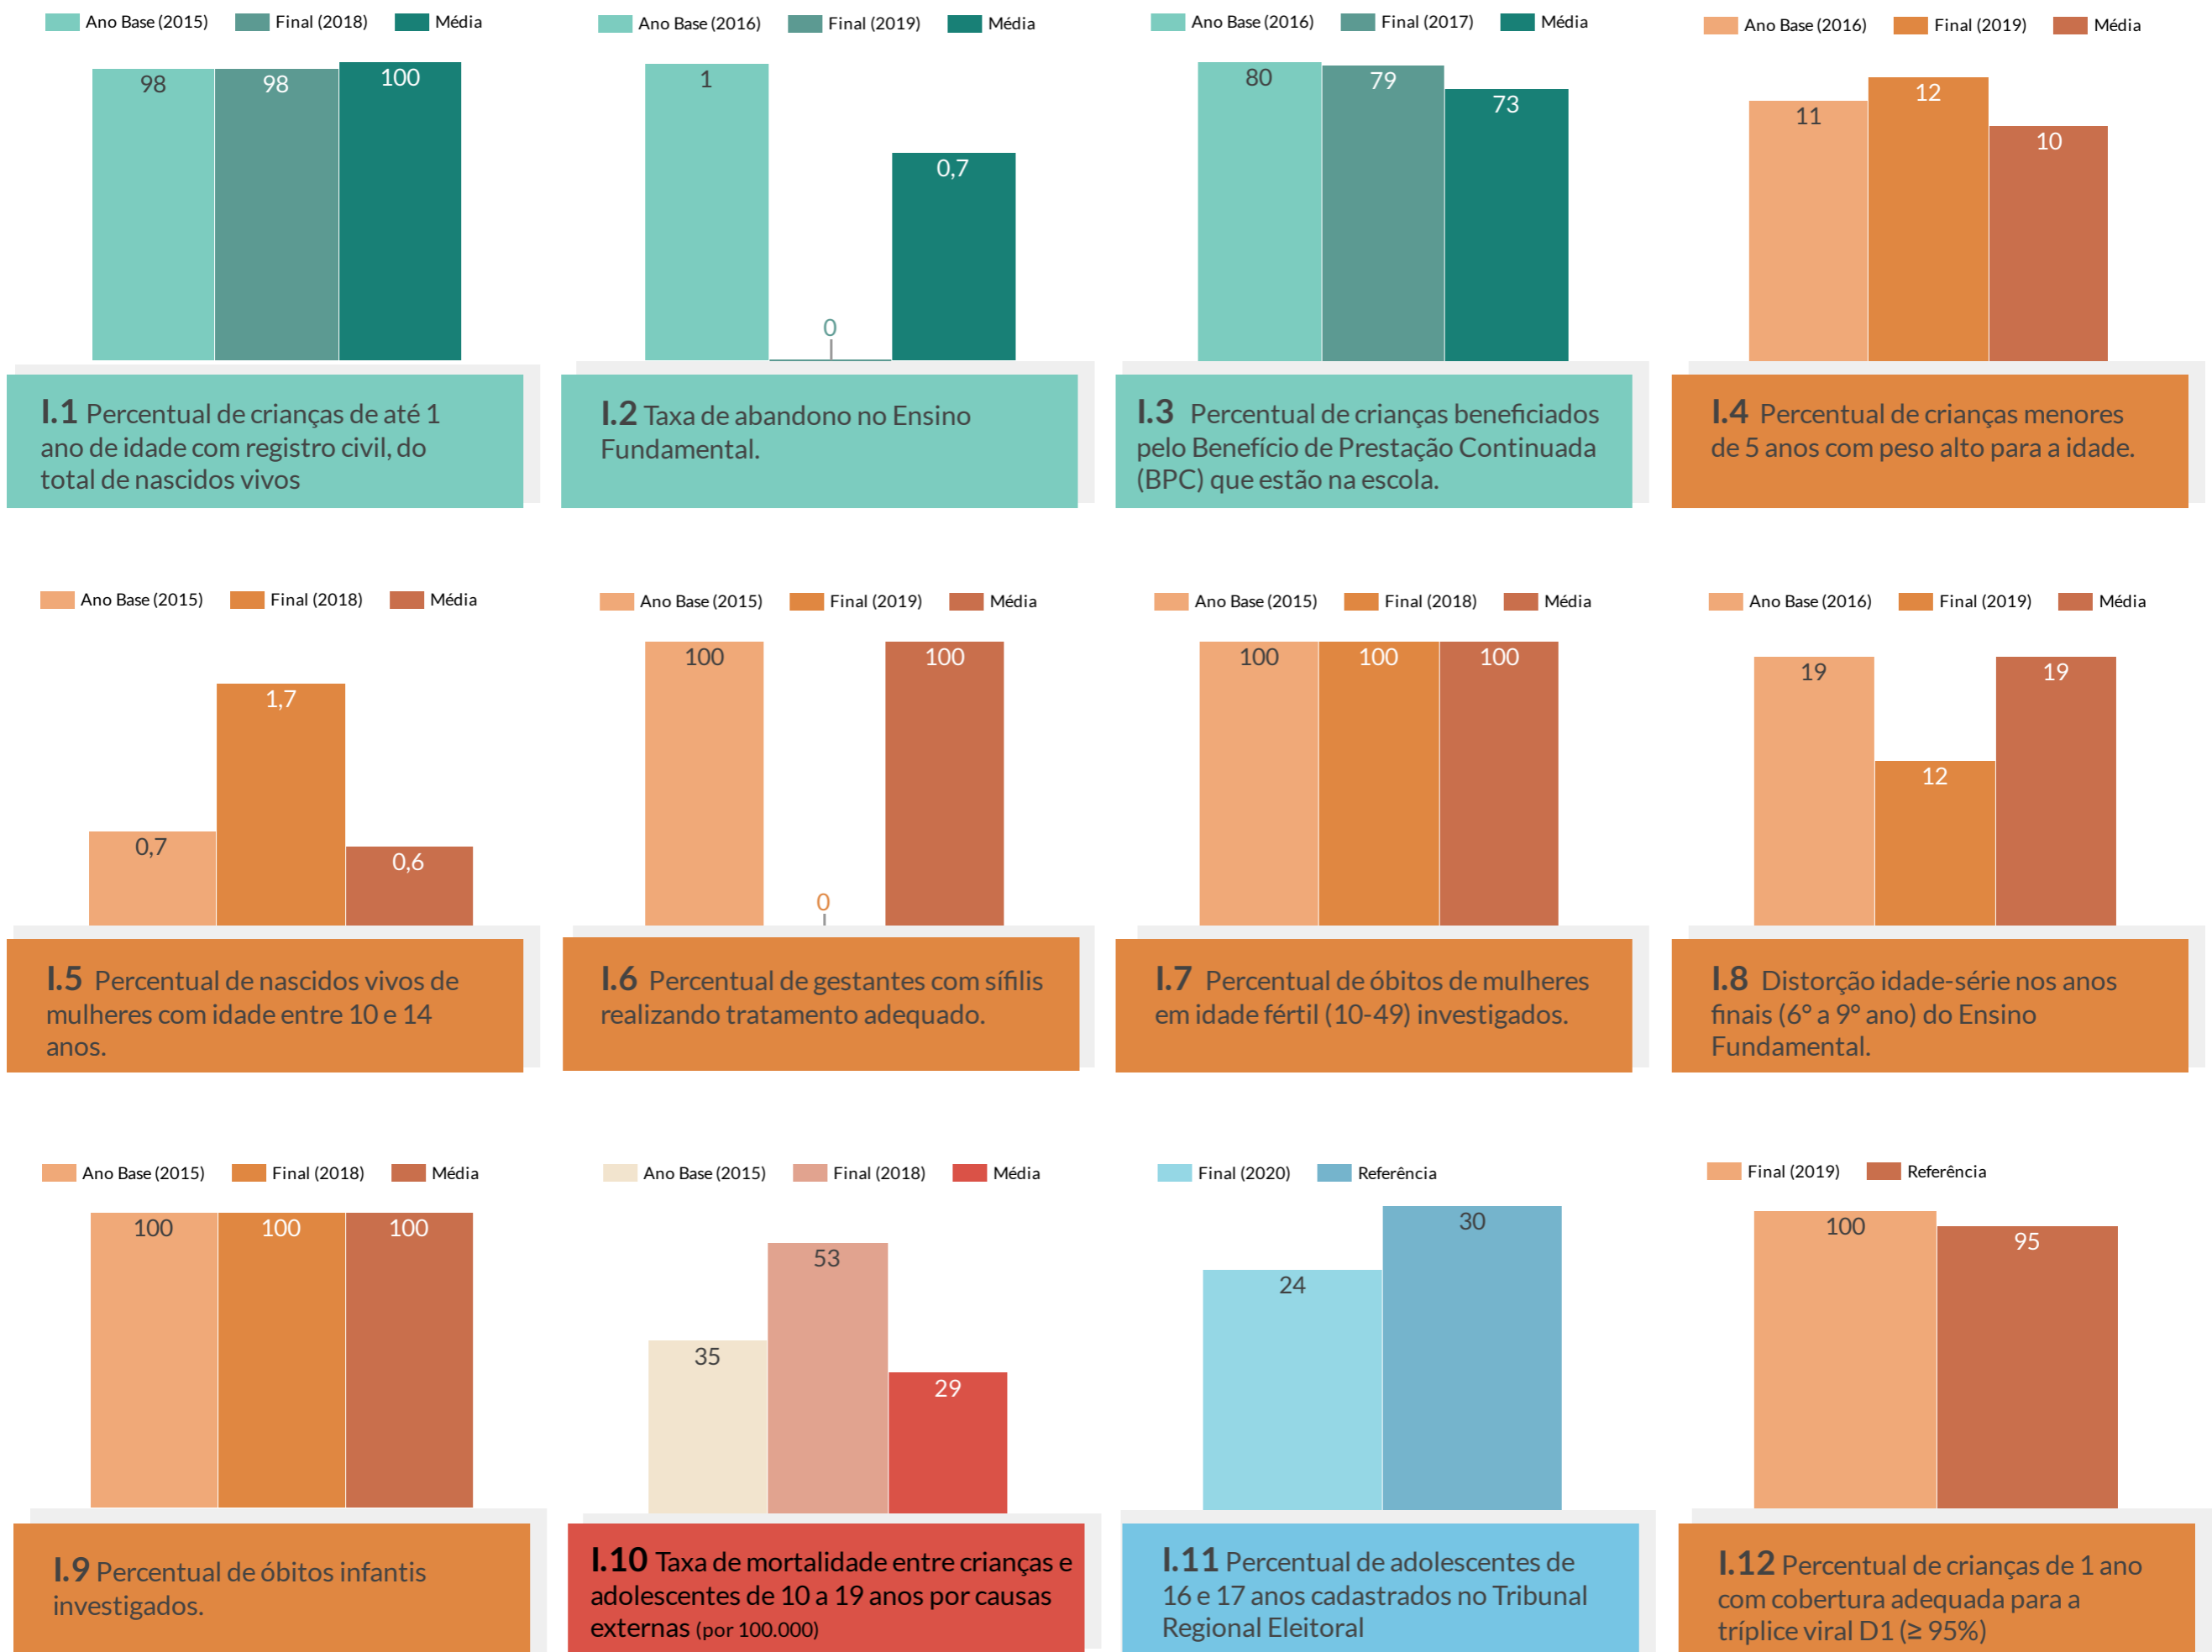 Ano Base (2015) Final (2018) Média
98 98 100
I.1 Percentual de crianças de até 1
ano de idade com registro civil, do
total de nascidos vivos
Ano Base (2016) Final (2019) Média
1 0 0,7
I.2 Taxa de abandono no Ensino
Fundamental.
Ano Base (2016) Final (2017) Média
80 79 73
I.3 Percentual de crianças beneficiados
pelo Benefício de Prestação Continuada
(BPC) que estão na escola.
Ano Base (2016) Final (2019) Média
11 12 10
I.4 Percentual de crianças menores
de 5 anos com peso alto para a idade.
Ano Base (2015) Final (2018) Média
0,7 1,7 0,6
I.5 Percentual de nascidos vivos de
mulheres com idade entre 10 e 14
anos.
Ano Base (2015) Final (2019) Média
100 0 100
I.6 Percentual de gestantes com sífilis
realizando tratamento adequado.
Ano Base (2015) Final (2018) Média
100 100 100
I.7 Percentual de óbitos de mulheres
em idade fértil (10-49) investigados.
Ano Base (2016) Final (2019) Média
19 12 19
I.8 Distorção idade-série nos anos
finais (6º a 9º ano) do Ensino
Fundamental.
Ano Base (2015) Final (2018) Média
100 100 100
I.9 Percentual de óbitos infantis
investigados.
Ano Base (2015) Final (2018) Média
35 53 29
I.10 Taxa de mortalidade entre crianças e
adolescentes de 10 a 19 anos por causas
externas (por 100.000)
Final (2020) Referência
24 30
I.11 Percentual de adolescentes de
16 e 17 anos cadastrados no Tribunal
Regional Eleitoral
Final (2019) Referência
100 95
I.12 Percentual de crianças de 1 ano
com cobertura adequada para a
tríplice viral D1 (≥ 95%)